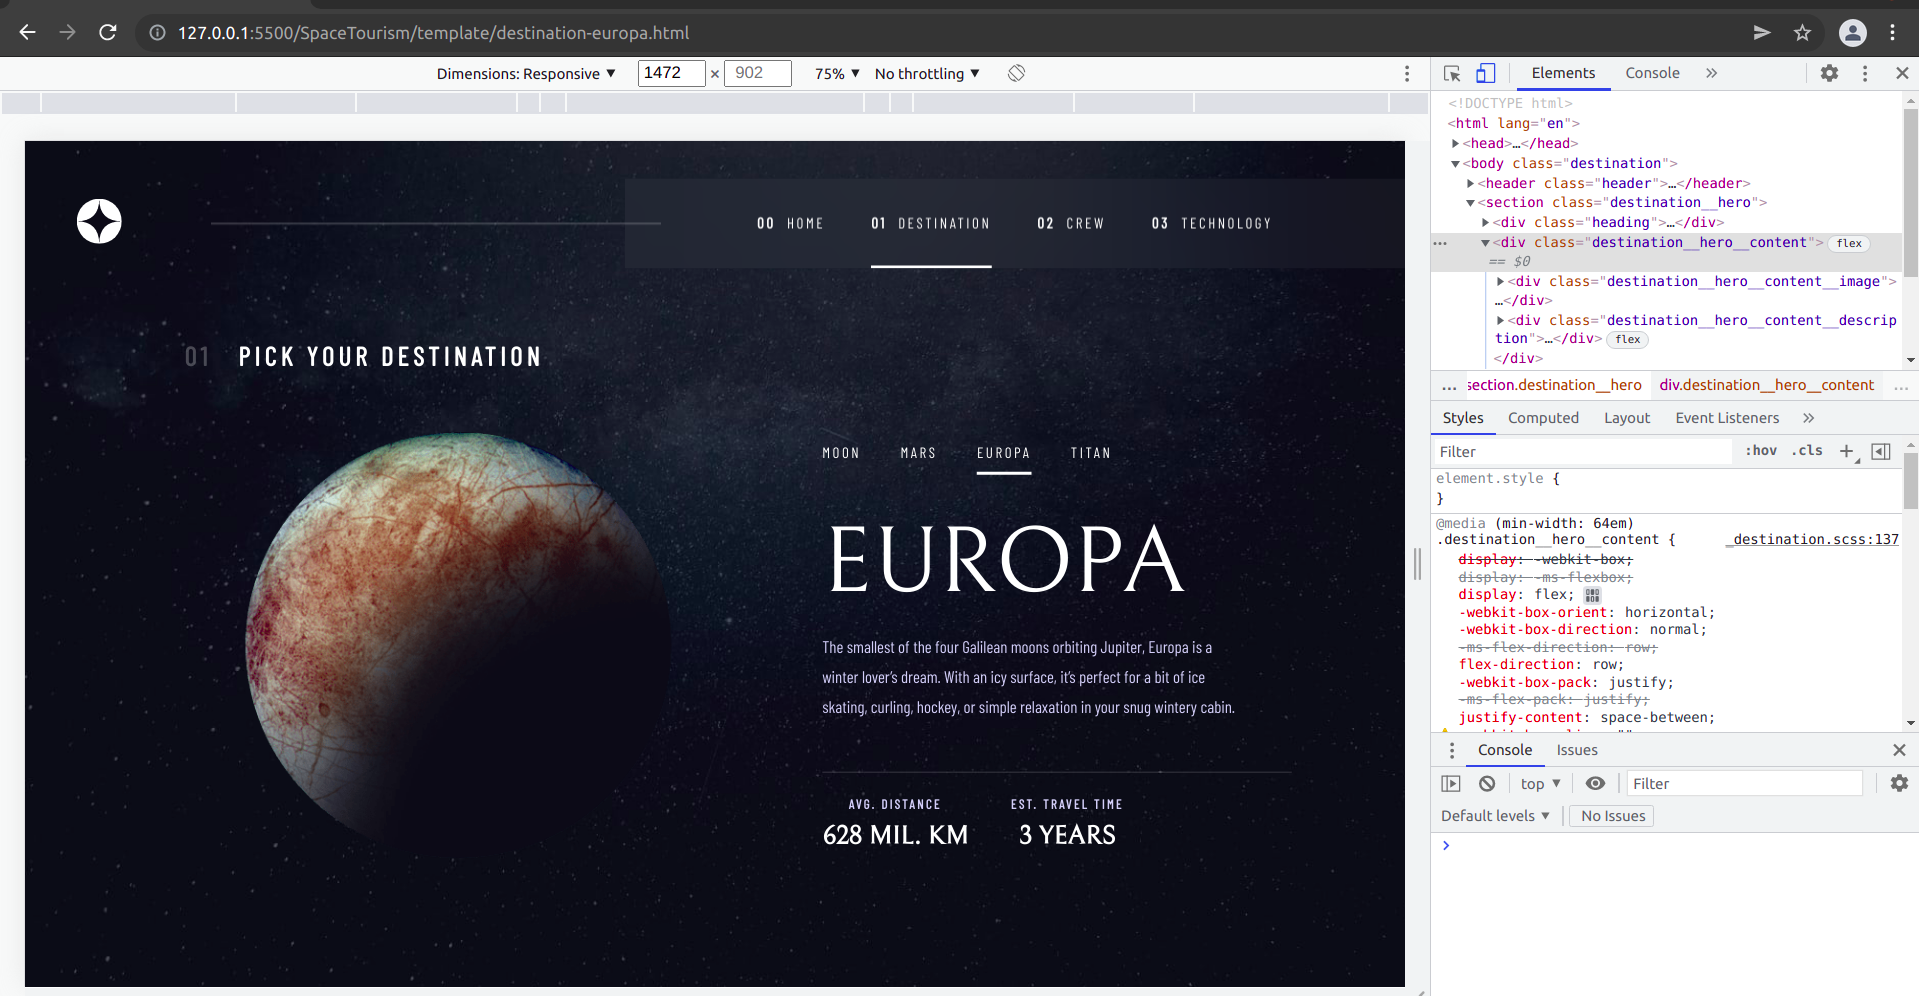 127.0.0.1:5500/SpaceTourism/template/destination-europa.html
Dimensions: Responsive ▼ 1472 × 902 75% ▼ No throttling ▼
00 HOME 01 DESTINATION 02 CREW 03 TECHNOLOGY
01 PICK YOUR DESTINATION
MOON MARS EUROPA TITAN
EUROPA
The smallest of the four Galilean moons orbiting Jupiter, Europa is a
winter lover's dream. With an icy surface, it's perfect for a bit of ice
skating, curling, hockey, or simple relaxation in your snug wintery cabin.
AVG. DISTANCE EST. TRAVEL TIME
628 MIL. KM 3 YEARS
Elements Console »
<!DOCTYPE html>
<html lang="en">
▶<head>…</head>
▼<body class="destination">
▶<header class="header">…</header>
▼<section class="destination__hero">
▶<div class="heading">…</div>
… ▼<div class="destination__hero__content"> flex
== $0
▶<div class="destination__hero__content__image">
…</div>
▶<div class="destination__hero__content__descrip
tion">…</div> flex
</div>
… section.destination__hero div.destination__hero__content …
Styles Computed Layout Event Listeners »
Filter :hov .cls +
element.style {
}
@media (min-width: 64em)
.destination__hero__content { _destination.scss:137
display: -webkit-box;
display: -ms-flexbox;
display: flex;
-webkit-box-orient: horizontal;
-webkit-box-direction: normal;
-ms-flex-direction: row;
flex-direction: row;
-webkit-box-pack: justify;
-ms-flex-pack: justify;
justify-content: space-between;
Console Issues
top ▼ Filter
Default levels ▼ No Issues
>